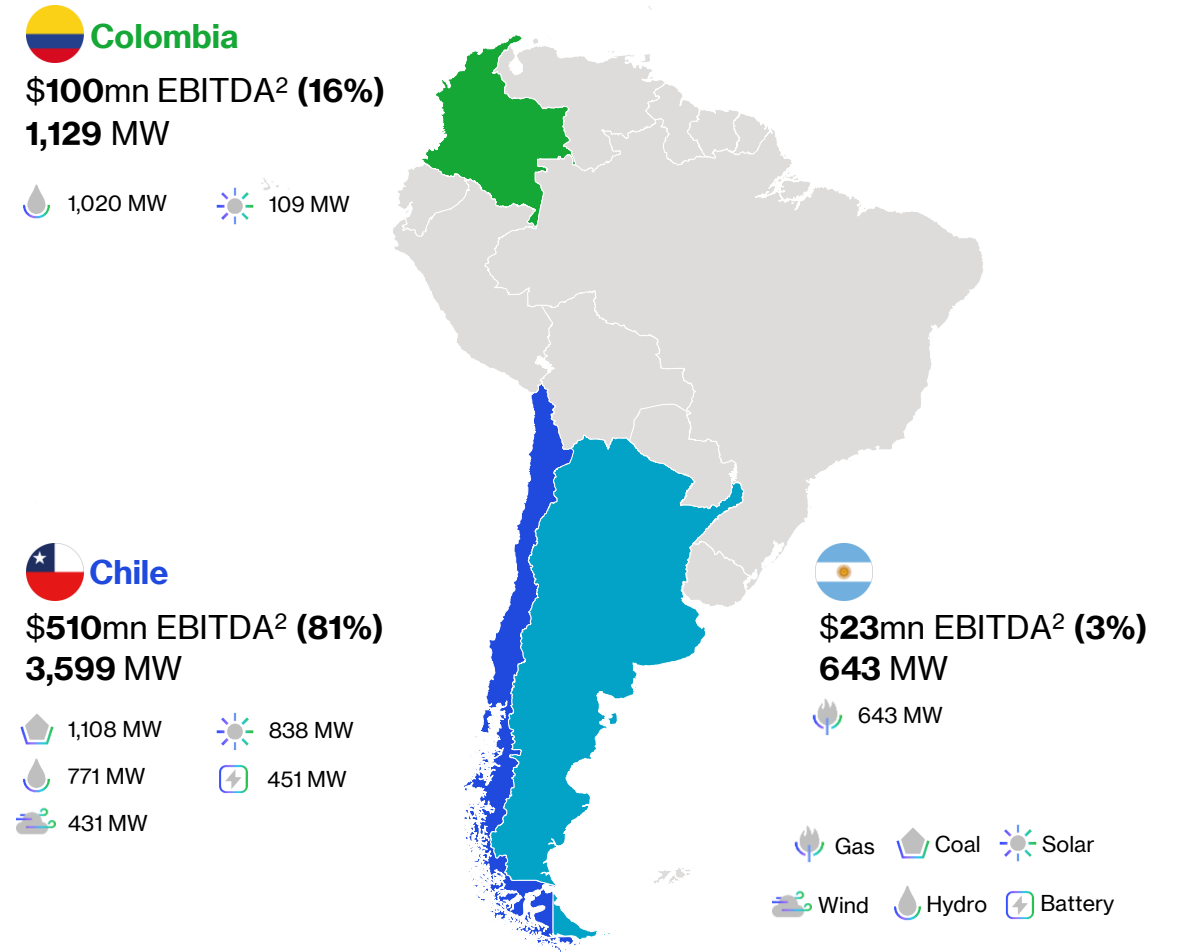 Colombia
$100mn EBITDA² (16%)
1,129 MW
1,020 MW
109 MW
Chile
$510mn EBITDA² (81%)
3,599 MW
1,108 MW
838 MW
771 MW
451 MW
431 MW
$23mn EBITDA² (3%)
643 MW
643 MW
Gas
Coal
Solar
Wind
Hydro
Battery